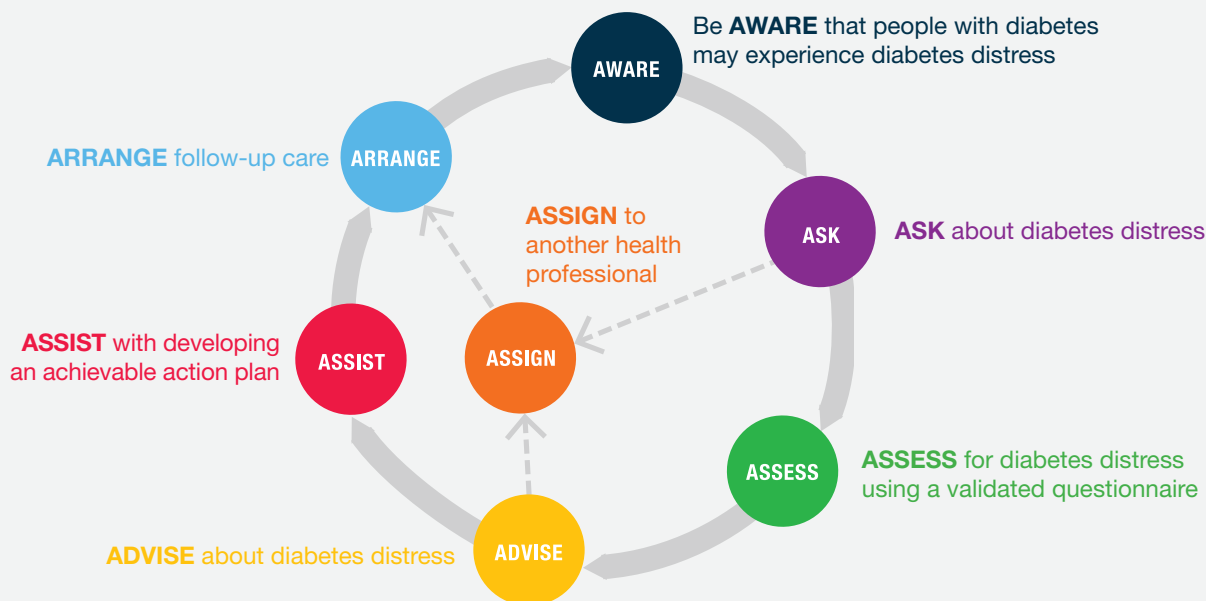 Be AWARE that people with diabetes
may experience diabetes distress
AWARE
ARRANGE follow-up care
ARRANGE
ASSIGN to
another health
professional
ASK
ASK about diabetes distress
ASSIST with developing
an achievable action plan
ASSIST
ASSIGN
ASSESS
ASSESS for diabetes distress
using a validated questionnaire
ADVISE about diabetes distress
ADVISE